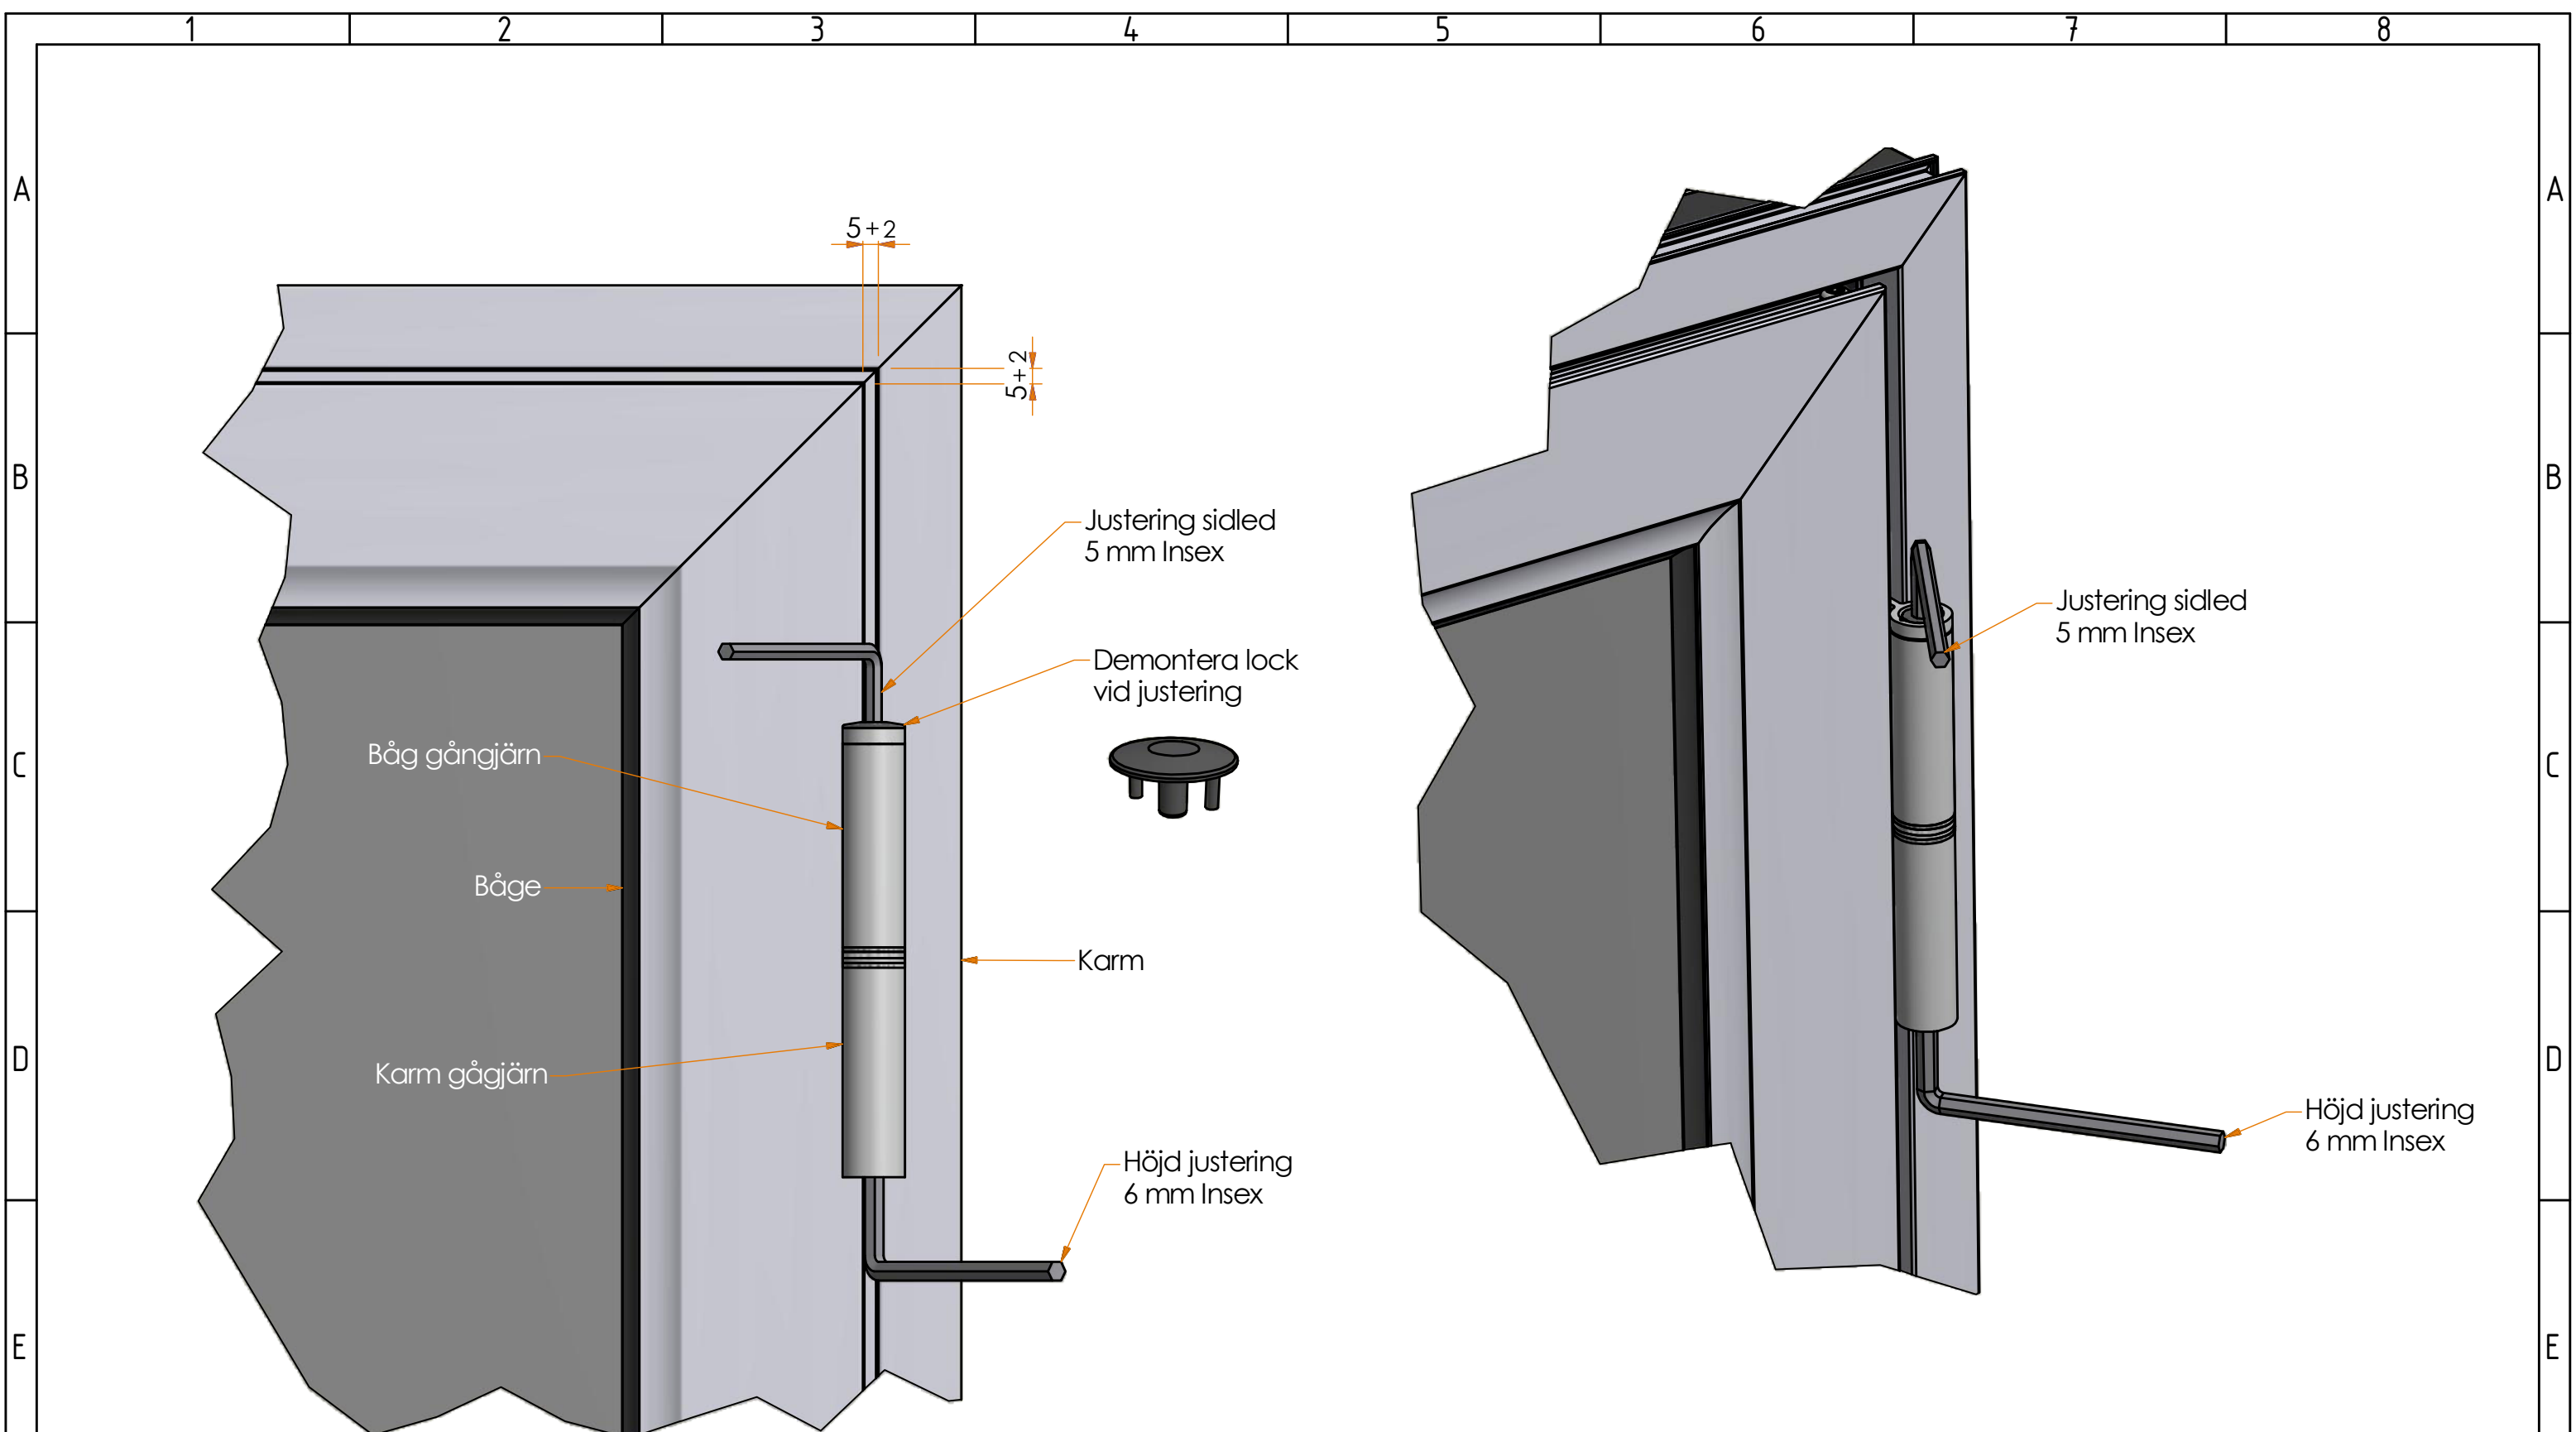 1 2 3 4 5 6 7 8
A A
5+2
5+2
B B
Justering sidled
5 mm Insex
Justering sidled
5 mm Insex
Demontera lock
vid justering
Båg gångjärn
C C
Båge
Karm
Karm gågjärn
D D
Höjd justering
6 mm Insex
Höjd justering
6 mm Insex
E E